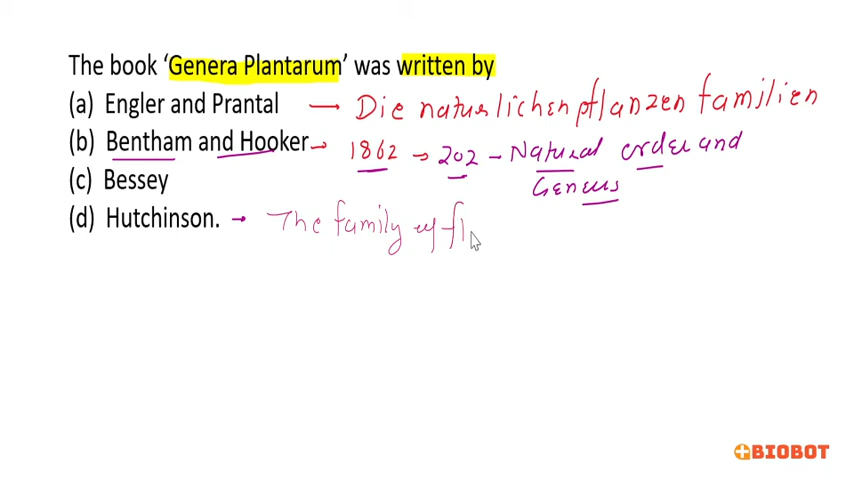 The book ‘Genera Plantarum’ was written by
(a) Engler and Prantal → Die naturlichen pflanzen familien
(b) Bentham and Hooker → 1862 → 202 - Natural order and
Genus
(c) Bessey
(d) Hutchinson. → The family of fl
BIOBOT